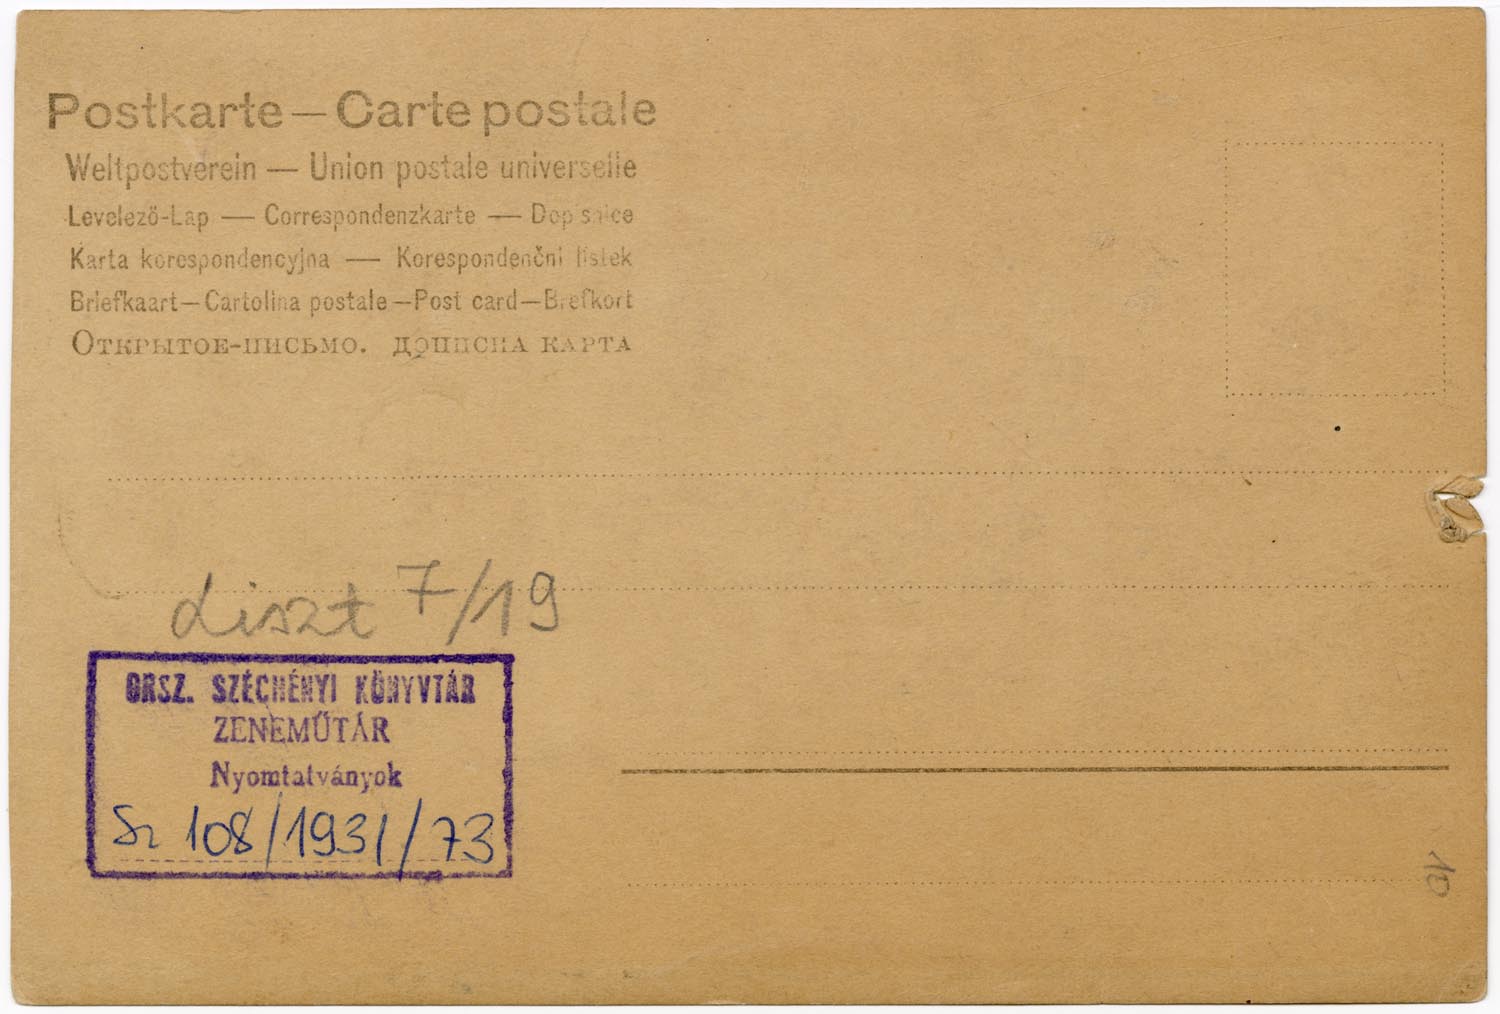 Postkarte — Carte postale
Weltpostverein — Union postale universelle
Levelező-Lap — Correspondenzkarte — Dopisnice
Karta korespondencyjna — Korespondenční lístek
Briefkaart — Cartolina postale — Post card — Brefkort
Открытое-письмо. дописна карта
Liszt 7/19
ORSZ. SZÉCHÉNYI KÖNYVTÁR
ZENEMŰTÁR
Nyomtatványok
Sz 108/1931/73
10